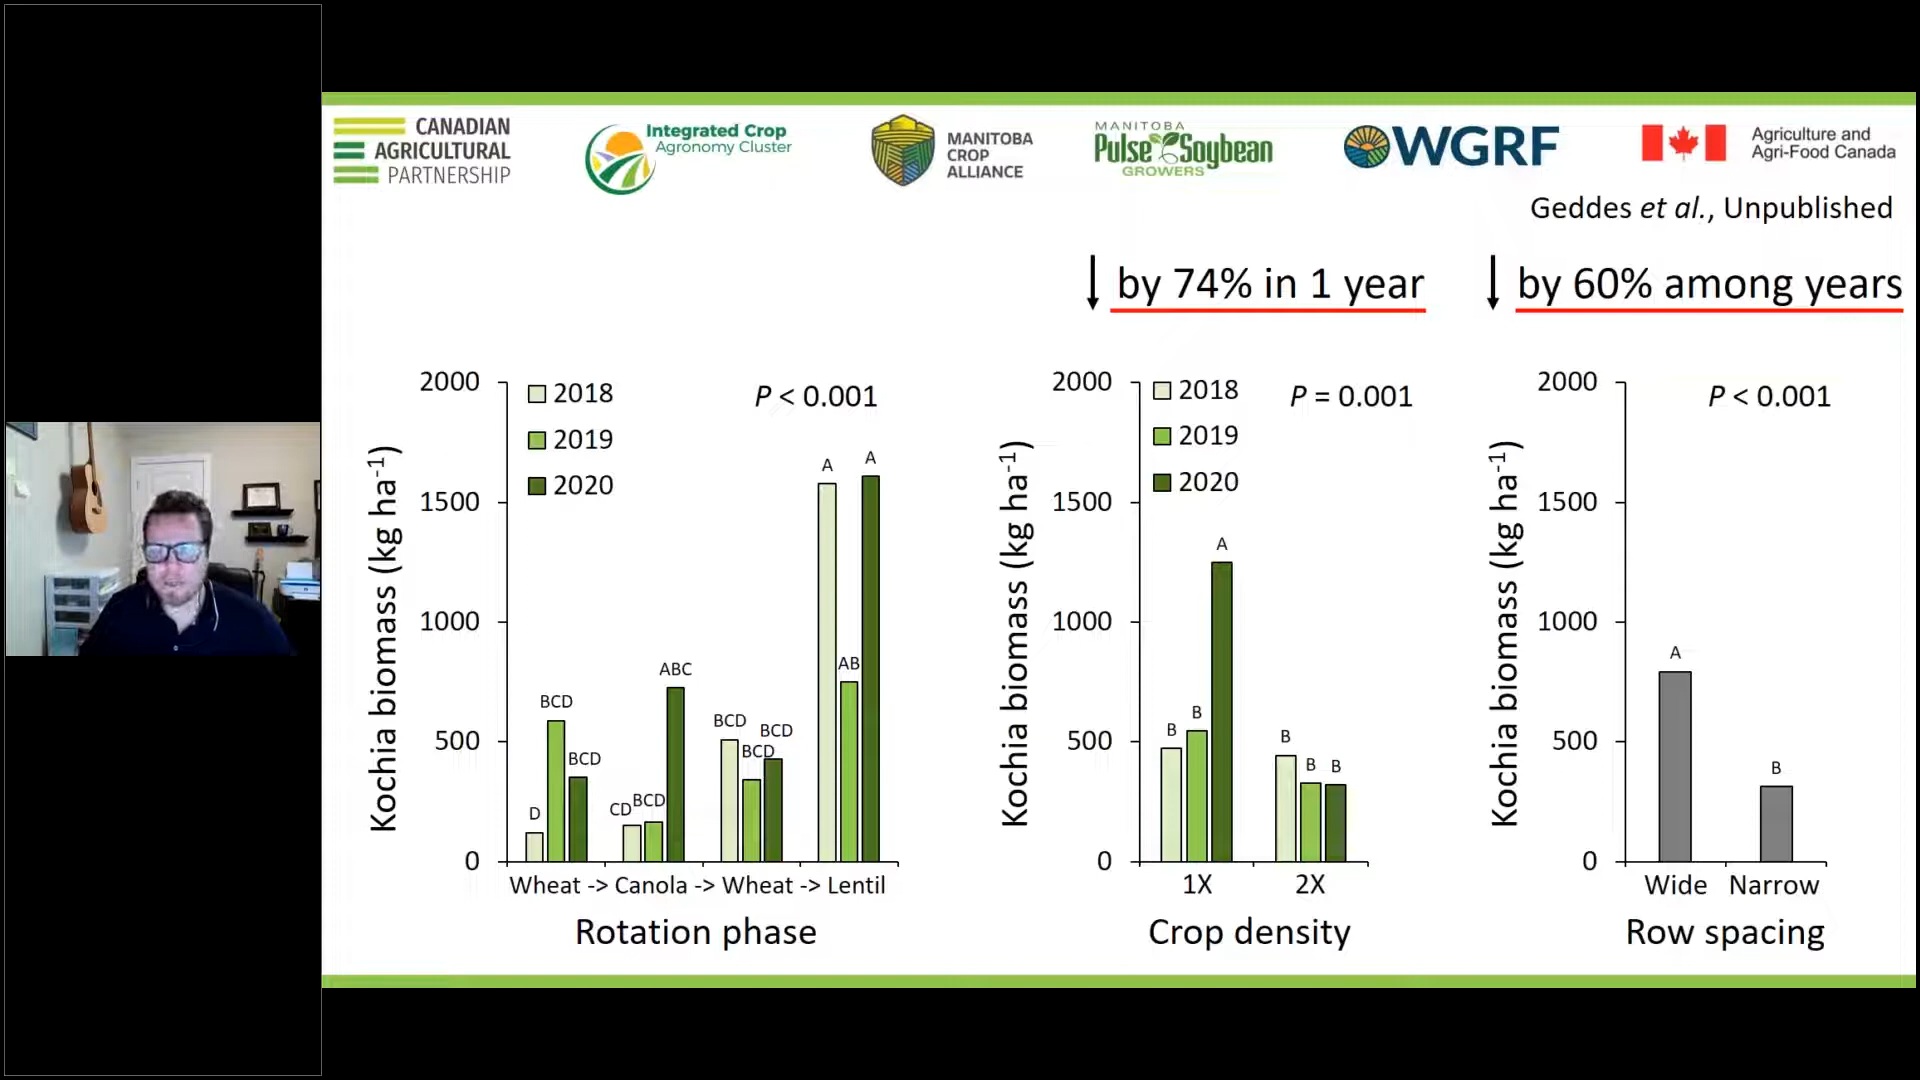 CANADIAN
AGRICULTURAL
PARTNERSHIP
Integrated Crop
Agronomy Cluster
MANITOBA
CROP
ALLIANCE
MANITOBA
Pulse Soybean
GROWERS
WGRF
Agriculture and
Agri-Food Canada
Geddes et al., Unpublished
↓ by 74% in 1 year
↓ by 60% among years
Kochia biomass (kg ha⁻¹)
2000
1500
1000
500
0
2018
2019
2020
P < 0.001
D
BCD
BCD
CD
BCD
ABC
BCD
BCD
BCD
A
AB
A
Wheat -> Canola -> Wheat -> Lentil
Rotation phase
Kochia biomass (kg ha⁻¹)
2000
1500
1000
500
0
2018
2019
2020
P = 0.001
B
B
A
B
B
B
1X 2X
Crop density
Kochia biomass (kg ha⁻¹)
2000
1500
1000
500
0
P < 0.001
A
B
Wide Narrow
Row spacing